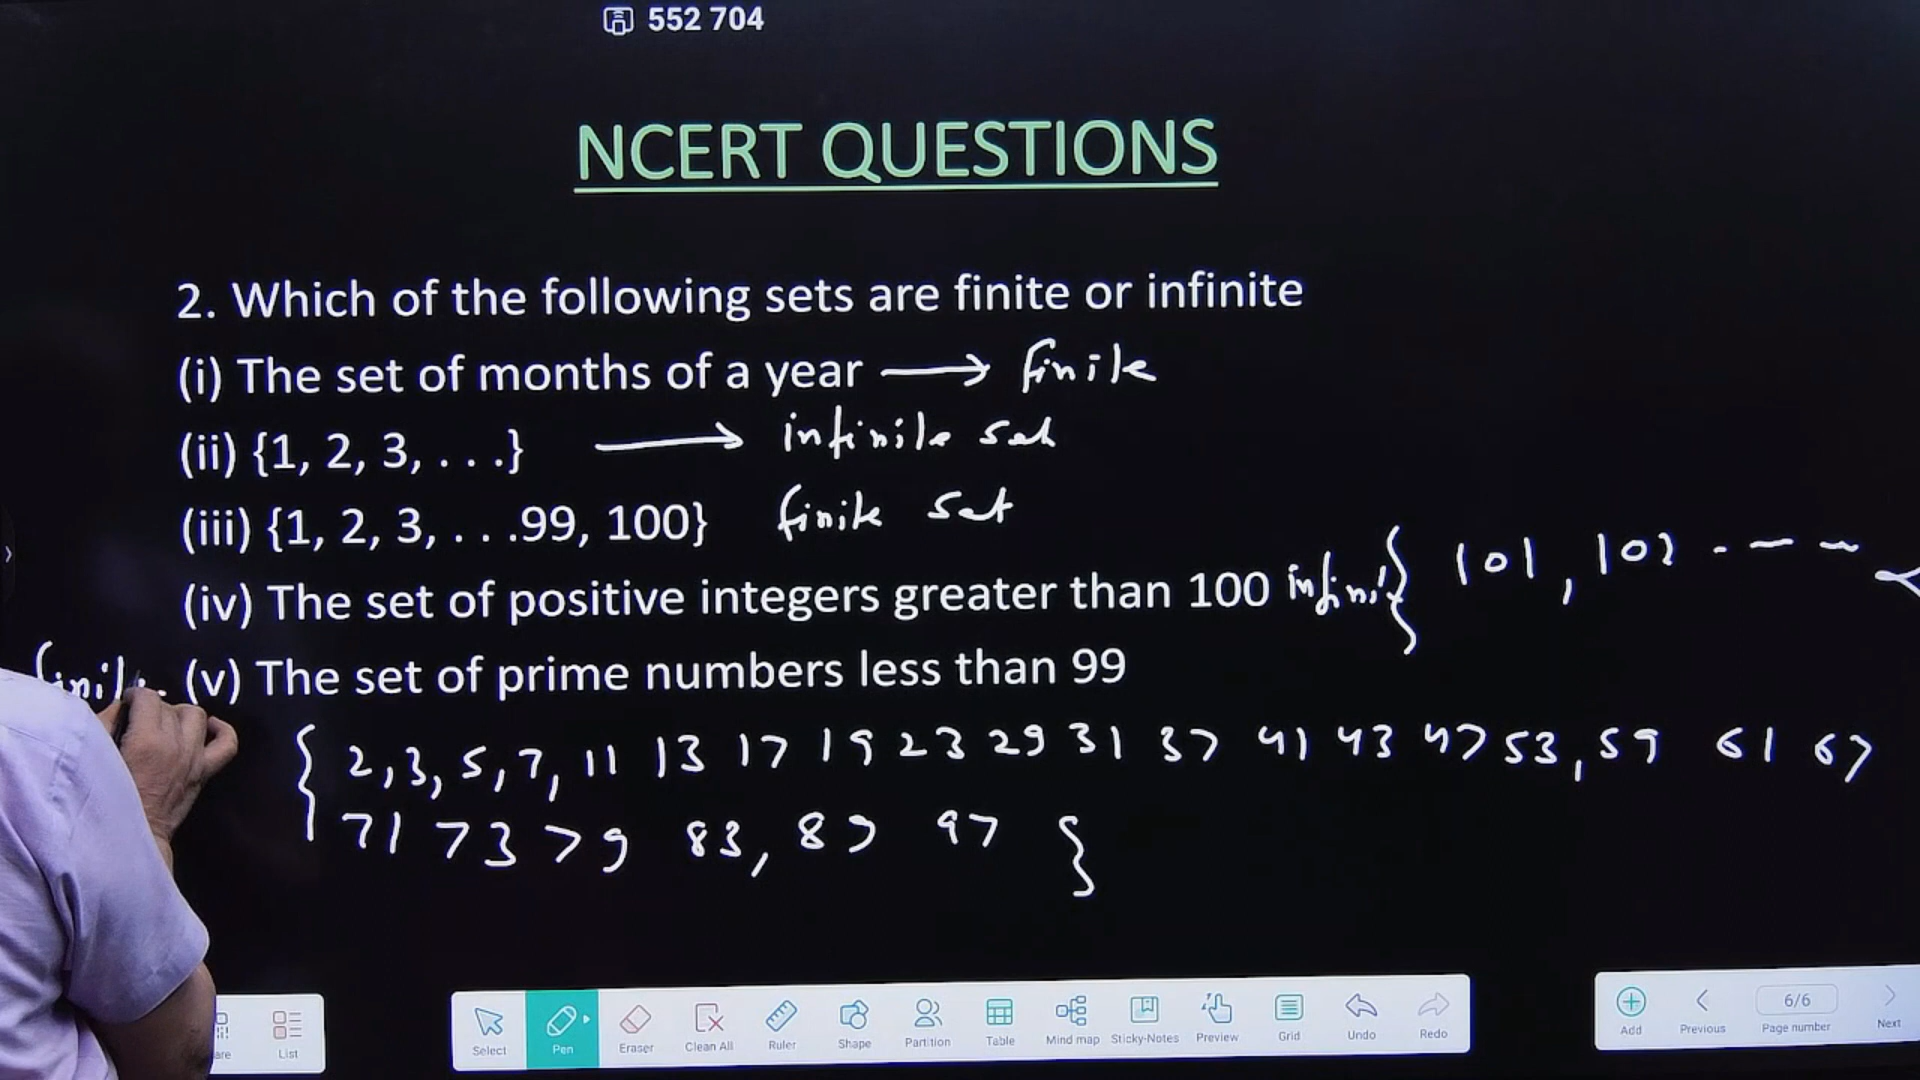 552 704
NCERT QUESTIONS
2. Which of the following sets are finite or infinite
(i) The set of months of a year ⟶ finite
(ii) {1, 2, 3, . . .} ⟶ infinite set
(iii) {1, 2, 3, . . .99, 100} finite set
(iv) The set of positive integers greater than 100 infini { 101, 102 - - -
finite (v) The set of prime numbers less than 99
{ 2, 3, 5, 7, 11 13 17 19 23 29 31 37 41 43 47 53, 59 61 67
71 73 79 83, 89 97 }
List
Select
Pen
Eraser
Clean All
Ruler
Shape
Partition
Table
Mind map
Sticky-Notes
Preview
Grid
Undo
Redo
Add
Previous
6/6
Page number
Next